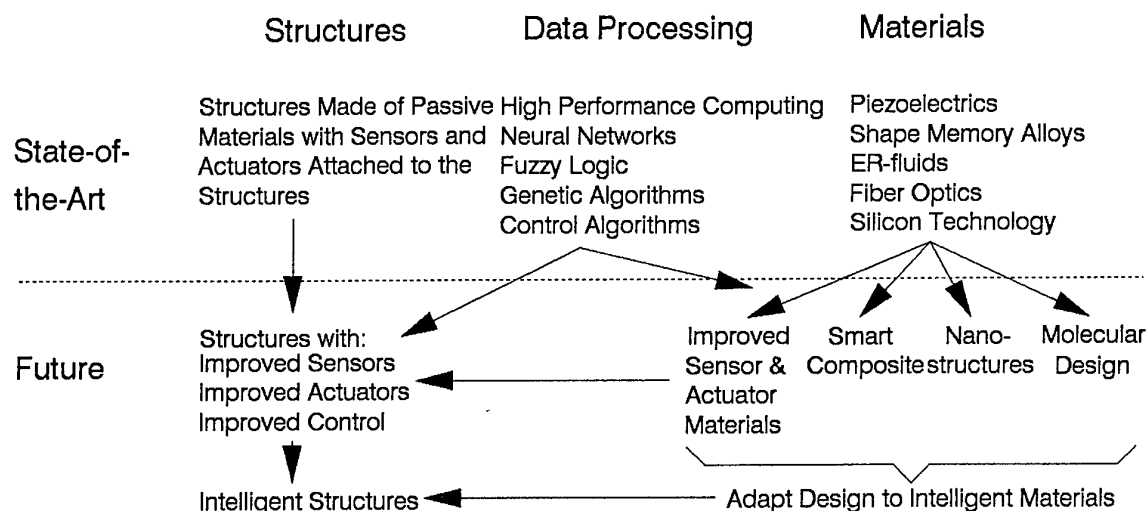 Structures
Data Processing
Materials
State-of-
the-Art
Structures Made of Passive
Materials with Sensors and
Actuators Attached to the
Structures
High Performance Computing
Neural Networks
Fuzzy Logic
Genetic Algorithms
Control Algorithms
Piezoelectrics
Shape Memory Alloys
ER-fluids
Fiber Optics
Silicon Technology
Future
Structures with:
Improved Sensors
Improved Actuators
Improved Control
Improved
Sensor &
Actuator
Materials
Smart
Composite
Nano-
structures
Molecular
Design
Intelligent Structures
Adapt Design to Intelligent Materials